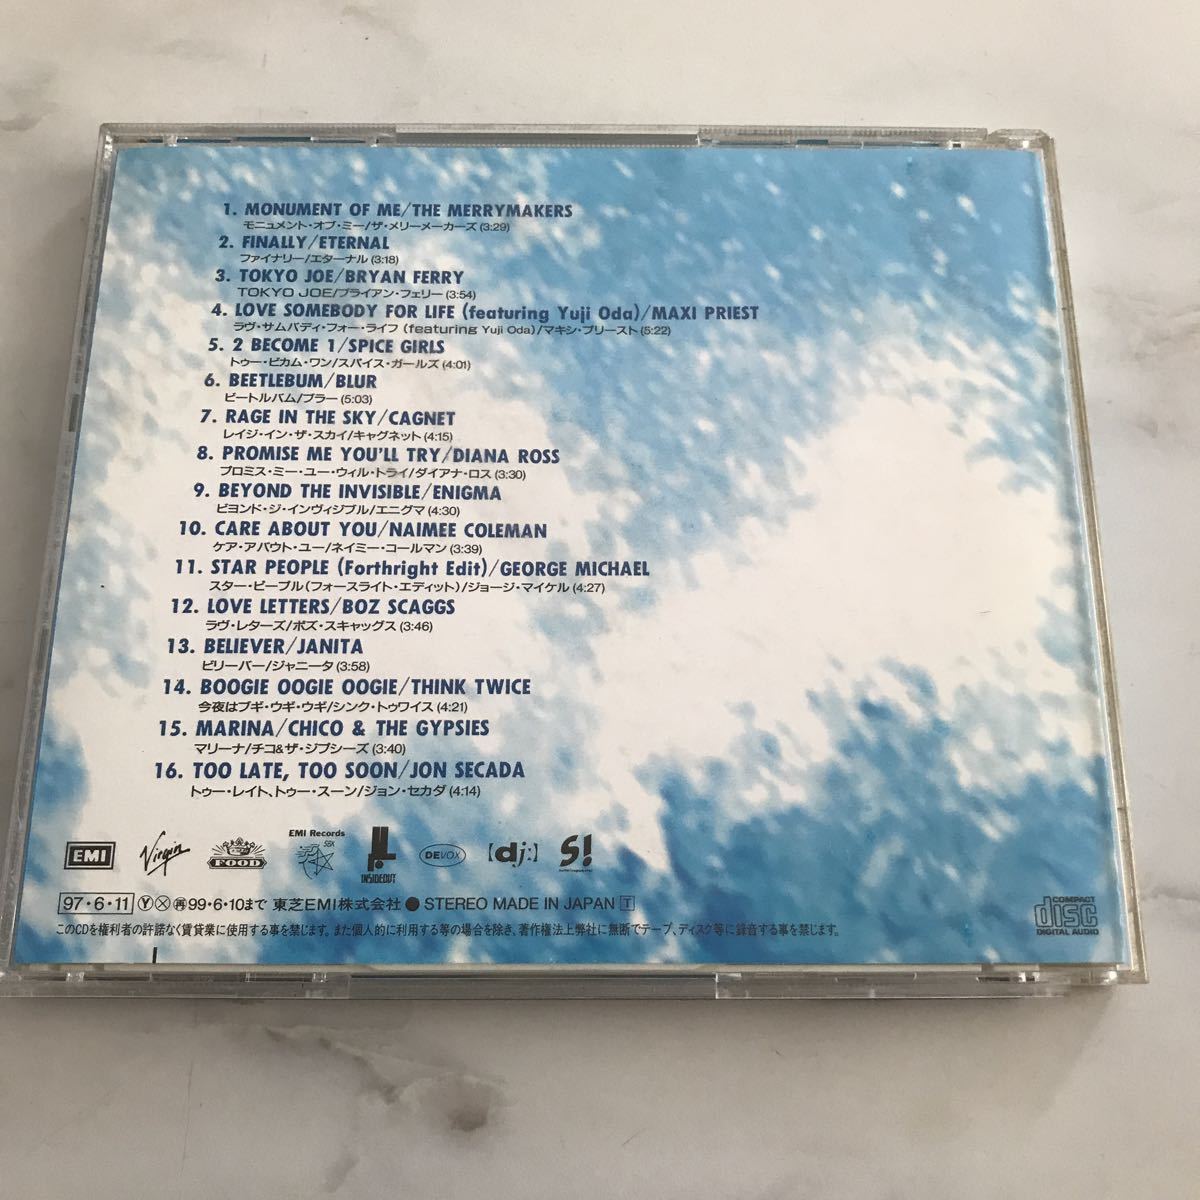 1. MONUMENT OF ME/THE MERRYMAKERS
モニュメント・オブ・ミー/ザ・メリーメーカーズ (3:29)
2. FINALLY/ETERNAL
ファイナリー/エターナル (3:18)
3. TOKYO JOE/BRYAN FERRY
TOKYO JOE/ブライアン・フェリー (3:54)
4. LOVE SOMEBODY FOR LIFE (featuring Yuji Oda)/MAXI PRIEST
ラヴ・サムバディ・フォー・ライフ (featuring Yuji Oda)/マキシ・プリースト (5:22)
5. 2 BECOME 1/SPICE GIRLS
トゥー・ビカム・ワン/スパイス・ガールズ (4:01)
6. BEETLEBUM/BLUR
ビートルバム/ブラー (5:03)
7. RAGE IN THE SKY/CAGNET
レイジ・イン・ザ・スカイ/キャグネット (4:15)
8. PROMISE ME YOU'LL TRY/DIANA ROSS
プロミス・ミー・ユー・ウィル・トライ/ダイアナ・ロス (3:30)
9. BEYOND THE INVISIBLE/ENIGMA
ビヨンド・ジ・インヴィジブル/エニグマ (4:30)
10. CARE ABOUT YOU/NAIMEE COLEMAN
ケア・アバウト・ユー/ネイミー・コールマン (3:39)
11. STAR PEOPLE (Forthright Edit)/GEORGE MICHAEL
スター・ピープル (フォースライト・エディット)/ジョージ・マイケル (4:27)
12. LOVE LETTERS/BOZ SCAGGS
ラヴ・レターズ/ボズ・スキャッグス (3:46)
13. BELIEVER/JANITA
ビリーバー/ジャニータ (3:58)
14. BOOGIE OOGIE OOGIE/THINK TWICE
今夜はブギ・ウギ・ウギ/シンク・トゥワイス (4:21)
15. MARINA/CHICO & THE GYPSIES
マリーナ/チコ&ザ・ジプシーズ (3:40)
16. TOO LATE, TOO SOON/JON SECADA
トゥー・レイト、トゥー・スーン/ジョン・セカダ (4:14)
EMI Virgin FOOD EMI Records SBK INSIDEOUT DEVOX 【dj:】 S!
97・6・11 Ⓨ Ⓧ 再 99・6・10まで 東芝EMI株式会社 ● STEREO MADE IN JAPAN T
このCDを権利者の許諾なく賃貸業に使用する事を禁じます。また個人的に利用する等の場合を除き、著作権法上弊社に無断でテープ、ディスク等に録音する事を禁じます。
COMPACT disc DIGITAL AUDIO